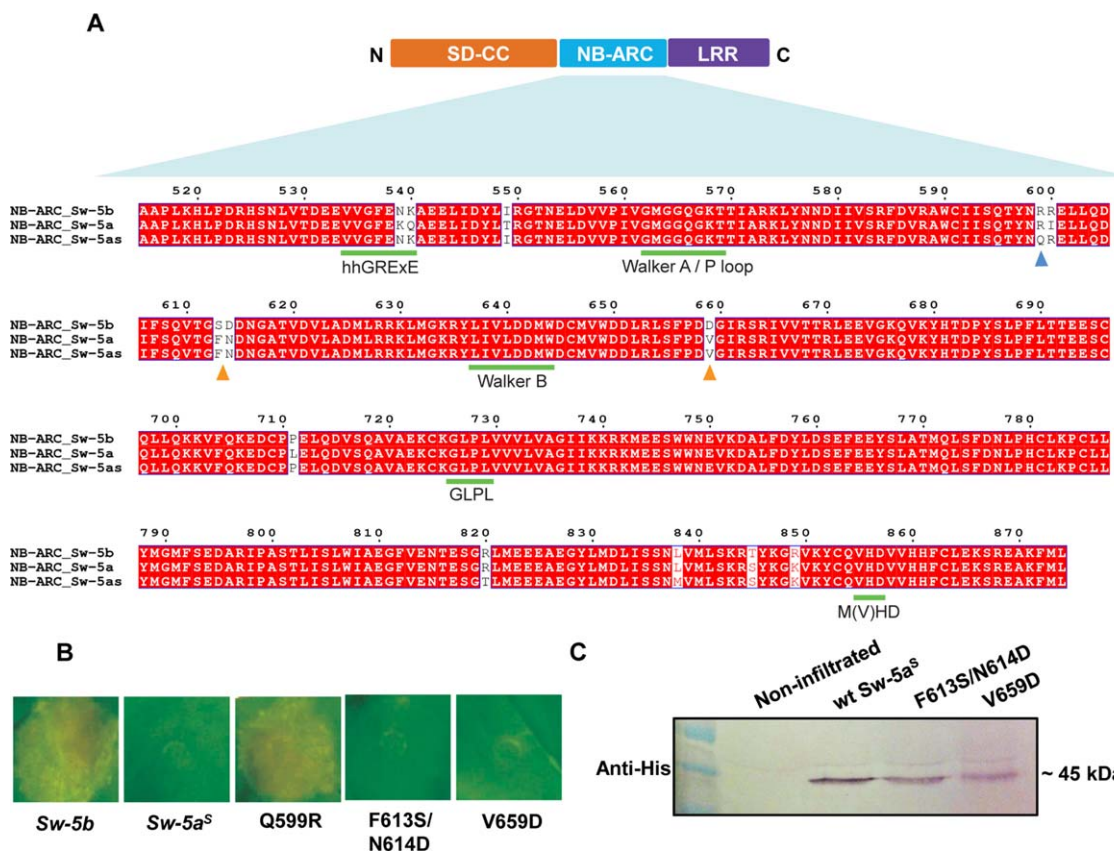 A
N SD-CC NB-ARC LRR C
520 530 540 550 560 570 580 590 600
NB-ARC_Sw-5b AAPLKHLPDRHSNLVTDEEVVGFENKAEELIDYLIRGTNELDVVPIVGMGGQGKTTIARKLYNNDIIVSRFDVRAWCIISQTYNRRELLQD
NB-ARC_Sw-5a AAPLKHLPDRHSNLVTDEEVVGFENQAEELIDYLTRGTNELDVVPIVGMGGQGKTTIARKLYNNDIIVSRFDVRAWCIISQTYNRIELLQD
NB-ARC_Sw-5as AAPLKHLPDRHSNLVTDEEVVGFENKAEELIDYLIRGTNELDVVPIVGMGGQGKTTIARKLYNNDIIVSRFDVRAWCIISQTYNQRELLQD
hhGRExE Walker A / P loop
610 620 630 640 650 660 670 680 690
NB-ARC_Sw-5b IFSQVTGSDDNGATVDVLADMLRRKLMGKRYLIVLDDMWDCMVWDDLRLSFPDDGIRSRIVVTTRLEEVGKQVKYHTDPYSLPFLTTEESC
NB-ARC_Sw-5a IFSQVTGFNDNGATVDVLADMLRRKLMGKRYLIVLDDMWDCMVWDDLRLSFPDVGIRSRIVVTTRLEEVGKQVKYHTDPYSLPFLTTEESC
NB-ARC_Sw-5as IFSQVTGFNDNGATVDVLADMLRRKLMGKRYLIVLDDMWDCMVWDDLRLSFPDVGIRSRIVVTTRLEEVGKQVKYHTDPYSLPFLTTEESC
Walker B
700 710 720 730 740 750 760 770 780
NB-ARC_Sw-5b QLLQKKVFQKEDCPPELQDVSQAVAEKCKGLPLVVVLVAGIIKKRKMEESWWNEVKDALFDYLDSEFEEYSLATMQLSFDNLPHCLKPCLL
NB-ARC_Sw-5a QLLQKKVFQKEDCPLELQDVSQAVAEKCKGLPLVVVLVAGIIKKRKMEESWWNEVKDALFDYLDSEFEEYSLATMQLSFDNLPHCLKPCLL
NB-ARC_Sw-5as QLLQKKVFQKEDCPPELQDVSQAVAEKCKGLPLVVVLVAGIIKKRKMEESWWNEVKDALFDYLDSEFEEYSLATMQLSFDNLPHCLKPCLL
GLPL
790 800 810 820 830 840 850 860 870
NB-ARC_Sw-5b YMGMFSEDARIPASTLISLWIAEGFVENTESGRLMEEEAEGYLMDLISSNLVMLSKRTYKGRVKYCQVHDVVHHFCLEKSREAKFML
NB-ARC_Sw-5a YMGMFSEDARIPASTLISLWIAEGFVENTESGRLMEEEAEGYLMDLISSNLVMLSKRSYKGKVKYCQVHDVVHHFCLEKSREAKFML
NB-ARC_Sw-5as YMGMFSEDARIPASTLISLWIAEGFVENTESGTLMEEEAEGYLMDLISSNMVMLSKRSYKGKVKYCQVHDVVHHFCLEKSREAKFML
M(V)HD
B
Sw-5b Sw-5aˢ Q599R F613S/N614D V659D
C
Non-infiltrated wt Sw-5aˢ F613S/N614D V659D
Anti-His ~ 45 kDa